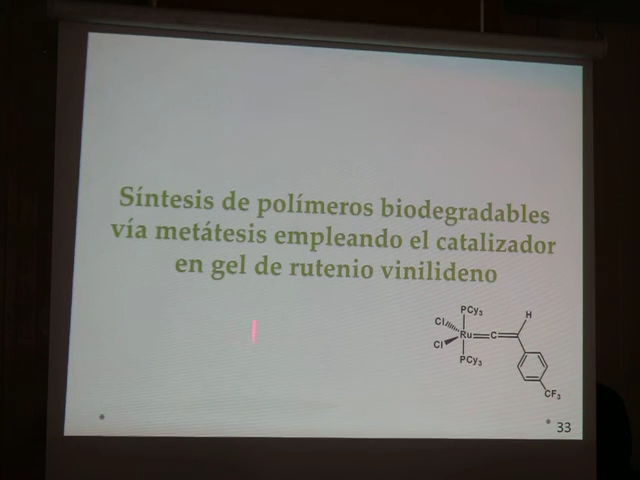 Síntesis de polímeros biodegradables
vía metátesis empleando el catalizador
en gel de rutenio vinilideno
PCy₃
H
Cl
Ru=C=C
Cl
PCy₃
CF₃
33